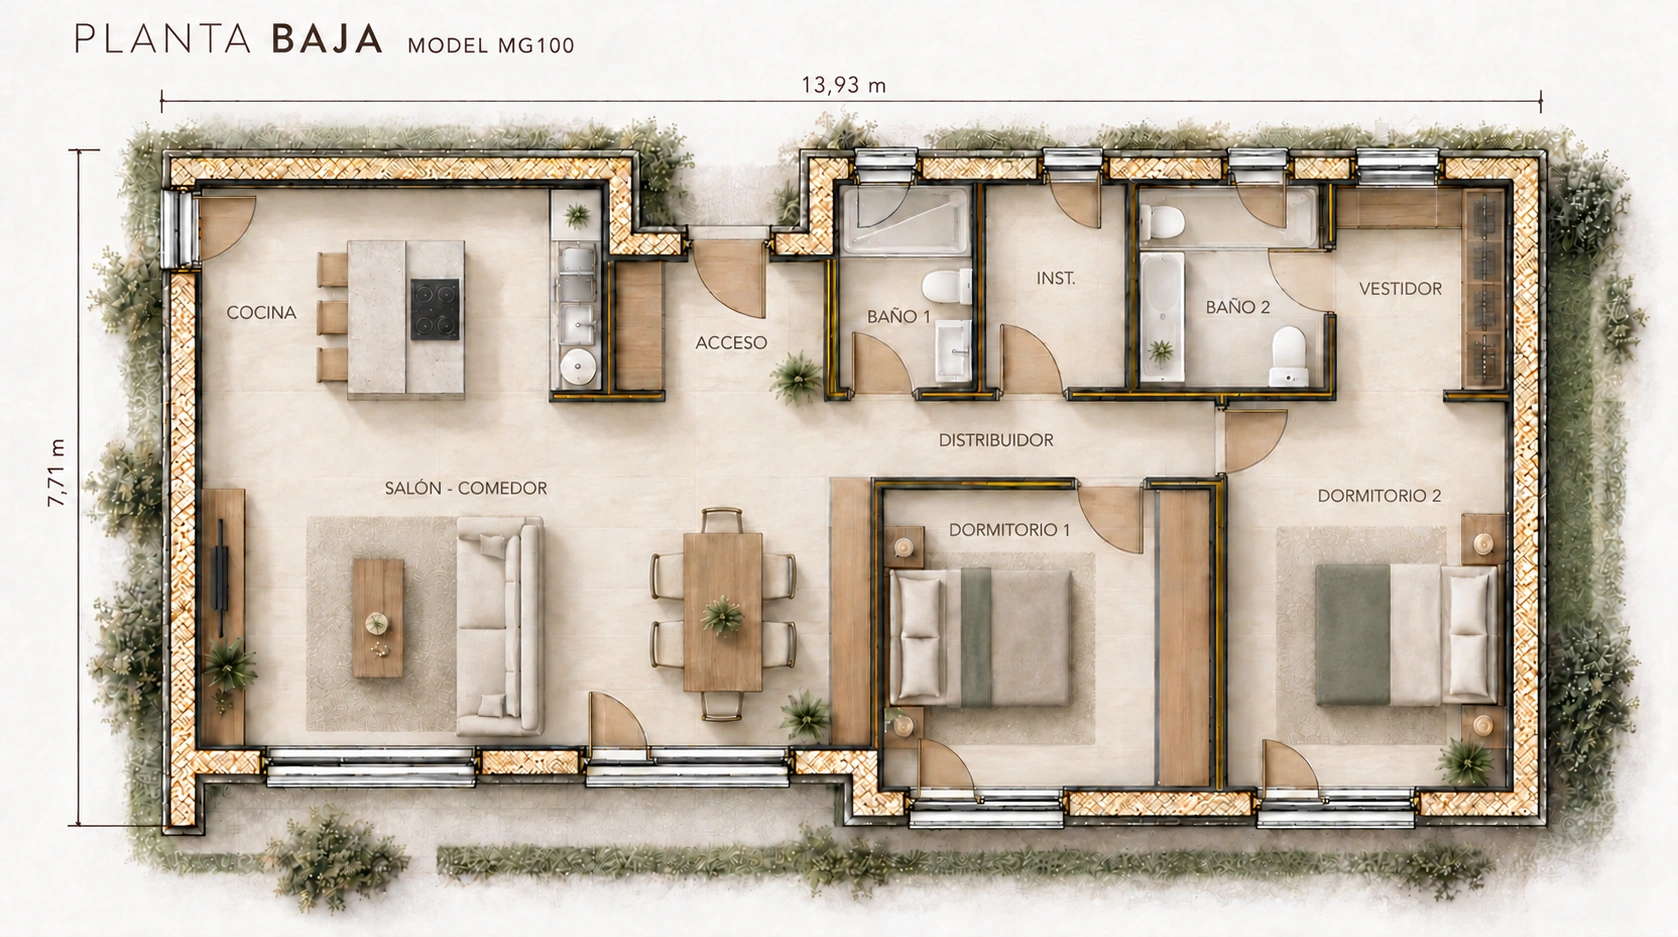 PLANTA BAJA MODEL MG100
13,93 m
7,71 m
COCINA
ACCESO
BAÑO 1
INST.
BAÑO 2
VESTIDOR
DISTRIBUIDOR
SALÓN - COMEDOR
DORMITORIO 1
DORMITORIO 2